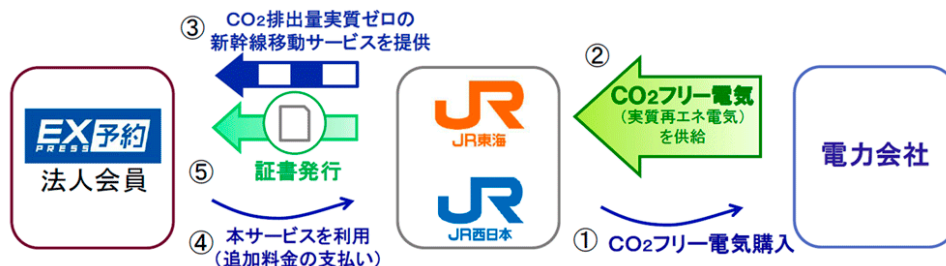 ③ CO2排出量実質ゼロの
新幹線移動サービスを提供
EX予約
PRESS
法人会員
⑤ 証書発行
④ 本サービスを利用
（追加料金の支払い）
JR
JR東海
JR
JR西日本
②
CO2フリー電気
（実質再エネ電気）
を供給
① CO2フリー電気購入
電力会社